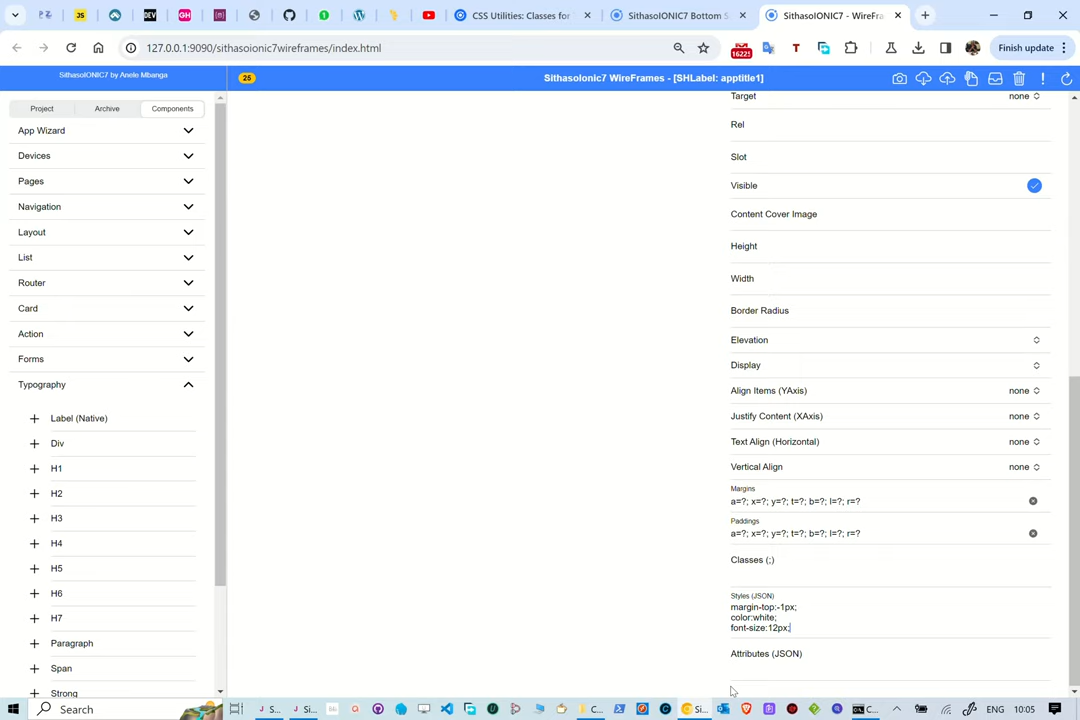 CSS Utilities: Classes for
SithasoIONIC7 Bottom S
SithasoIONIC7 - WireFra
127.0.0.1:9090/sithasoionic7wireframes/index.html
16225
Finish update
SithasoIONIC7 by Anele Mbanga
25
SithasoIonic7 WireFrames - [SHLabel: apptitle1]
Project
Archive
Components
App Wizard
Devices
Pages
Navigation
Layout
List
Router
Card
Action
Forms
Typography
Label (Native)
Div
H1
H2
H3
H4
H5
H6
H7
Paragraph
Span
Strong
Target
none
Rel
Slot
Visible
Content Cover Image
Height
Width
Border Radius
Elevation
Display
Align Items (YAxis)
none
Justify Content (XAxis)
none
Text Align (Horizontal)
none
Vertical Align
none
Margins
a=?; x=?; y=?; t=?; b=?; l=?; r=?
Paddings
a=?; x=?; y=?; t=?; b=?; l=?; r=?
Classes (;)
Styles (JSON)
margin-top:-1px;
color:white;
font-size:12px;
Attributes (JSON)
Search
S...
Si...
C...
Si...
C...
ENG
10:05